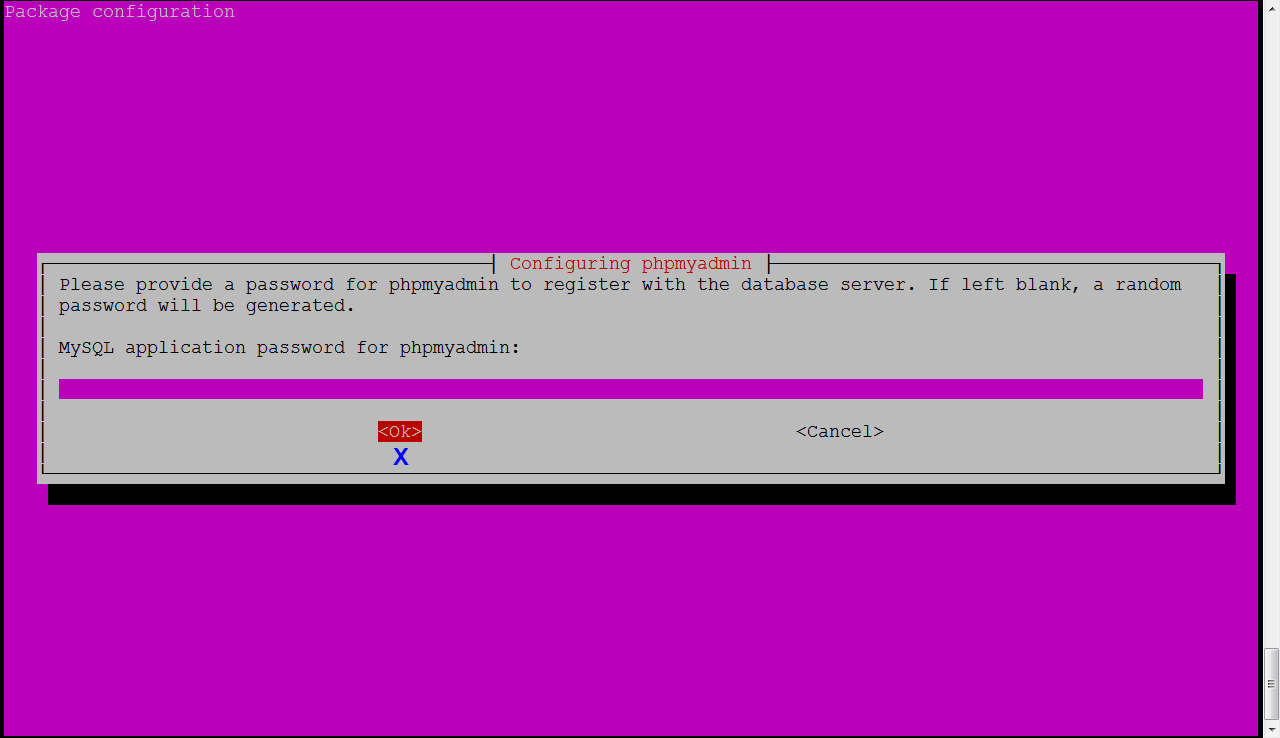 Package configuration
Configuring phpmyadmin
Please provide a password for phpmyadmin to register with the database server. If left blank, a random
password will be generated.
MySQL application password for phpmyadmin:
<Ok> <Cancel>
X